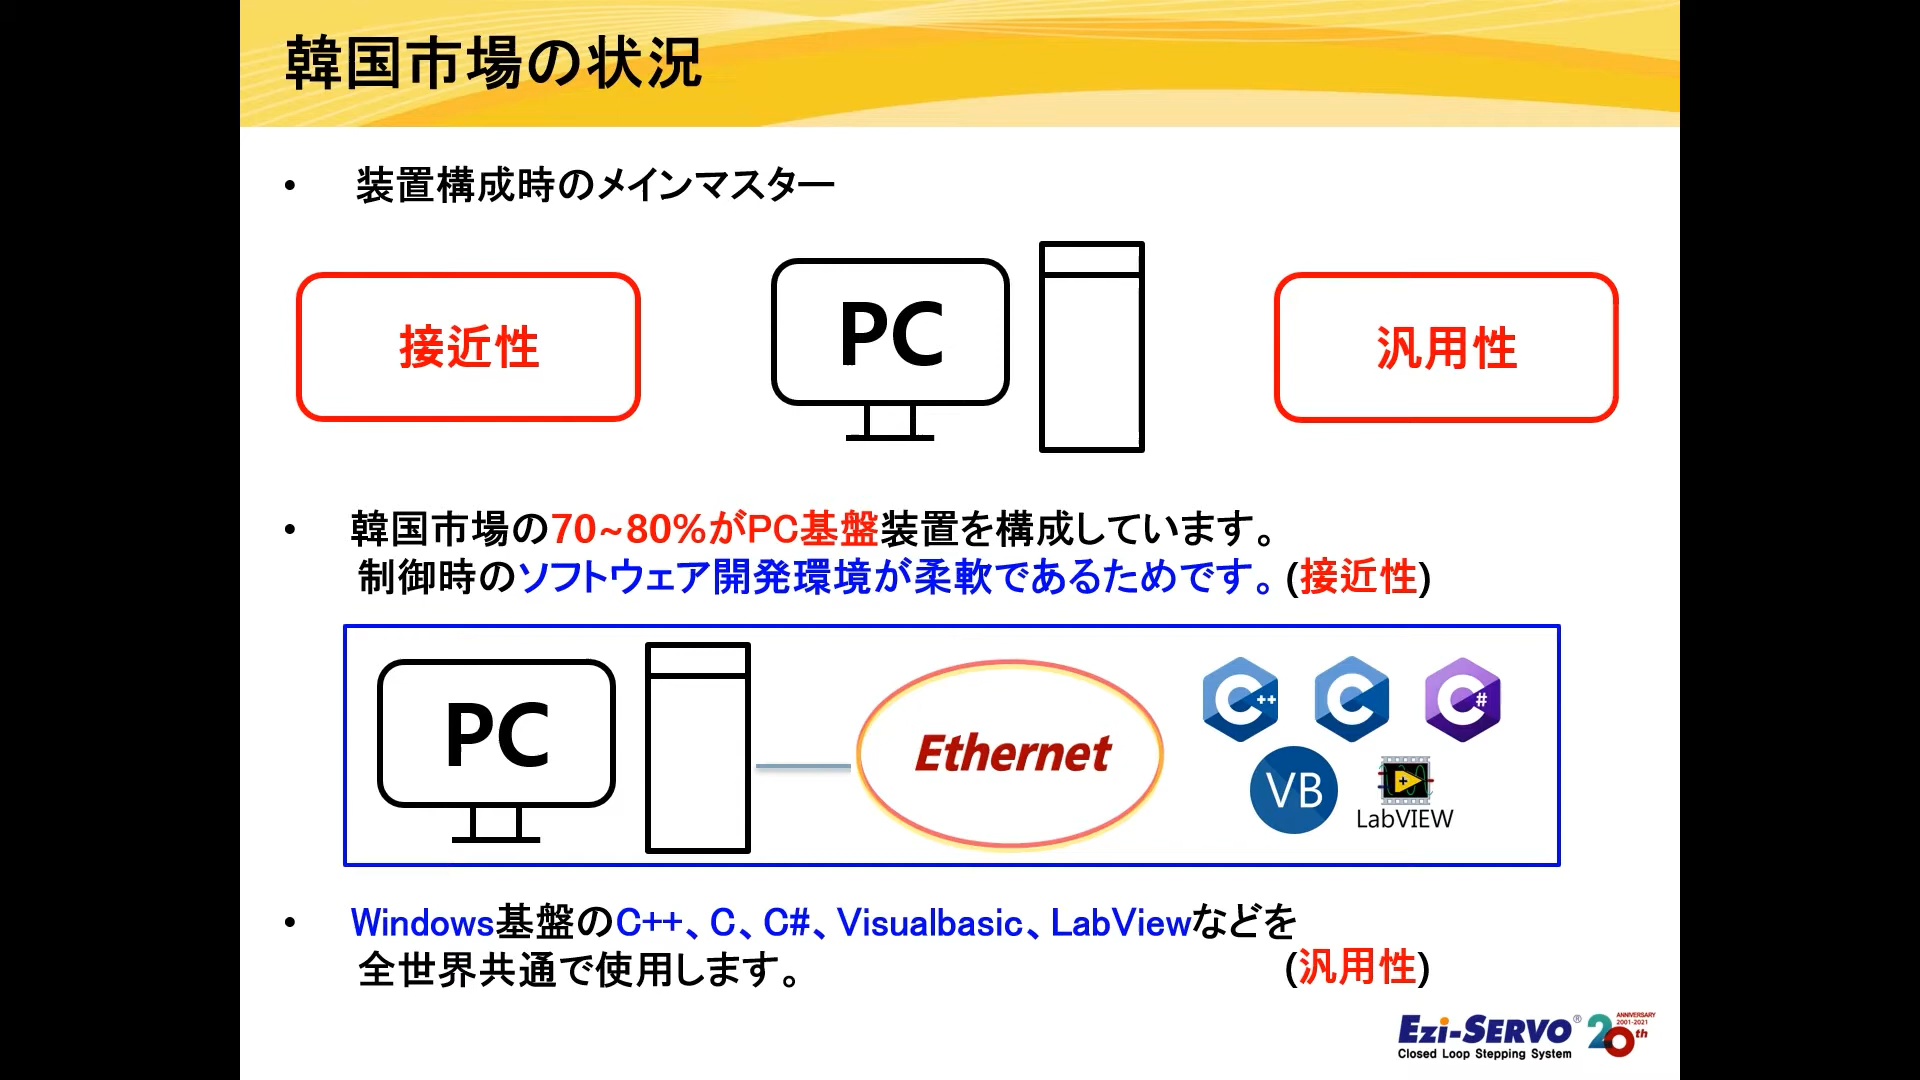 韓国市場の状況
• 装置構成時のメインマスター
接近性
PC
汎用性
• 韓国市場の70~80%がPC基盤装置を構成しています。
制御時のソフトウェア開発環境が柔軟であるためです。(接近性)
PC
Ethernet
C++ C C#
VB
LabVIEW
• Windows基盤のC++、C、C#、Visualbasic、LabViewなどを
全世界共通で使用します。 (汎用性)
Ezi-SERVO®
Closed Loop Stepping System
20th
ANNIVERSARY
2001-2021